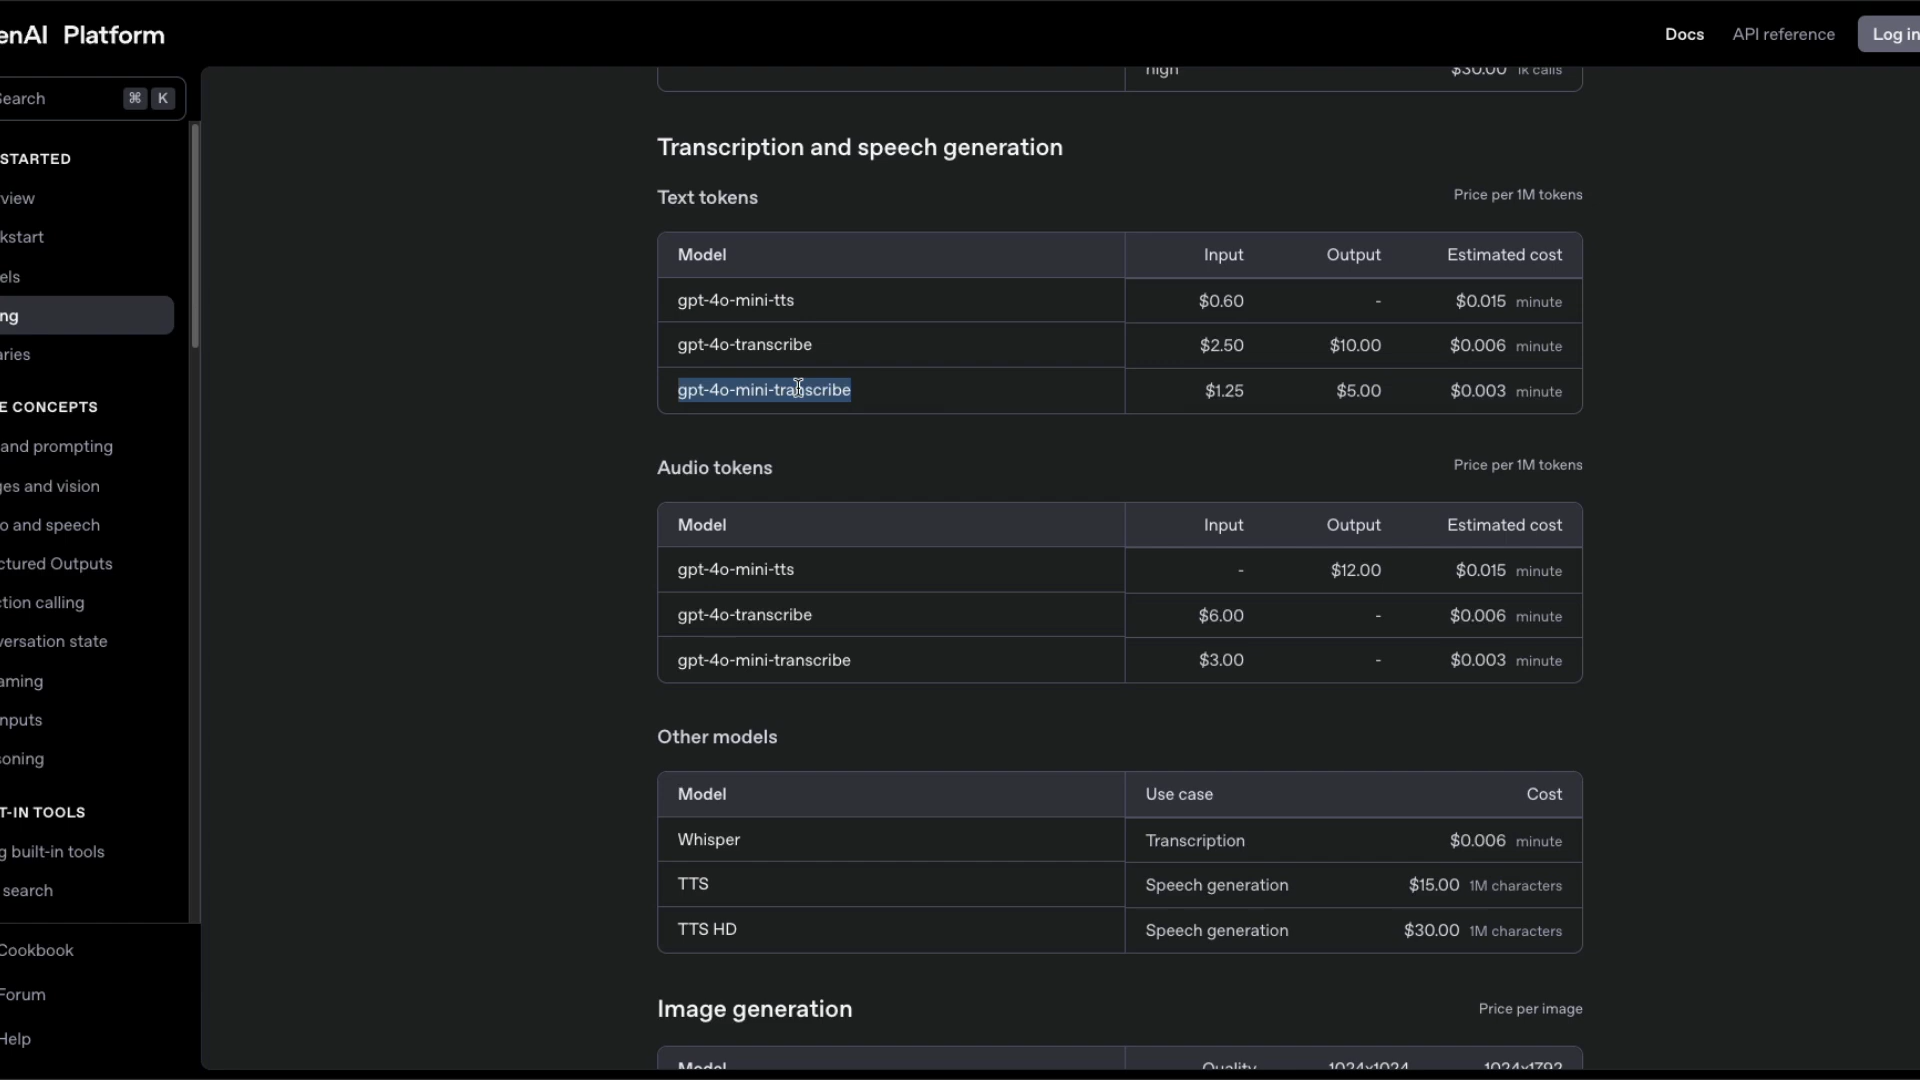 enAI Platform
Docs API reference Log in
Search ⌘ K
STARTED
view
kstart
els
ng
aries
E CONCEPTS
and prompting
ges and vision
o and speech
ctured Outputs
ction calling
versation state
aming
nputs
soning
T-IN TOOLS
g built-in tools
search
Cookbook
Forum
Help
high $30.00 1k calls
Transcription and speech generation
Text tokens Price per 1M tokens
Model Input Output Estimated cost
gpt-4o-mini-tts $0.60 - $0.015 minute
gpt-4o-transcribe $2.50 $10.00 $0.006 minute
gpt-4o-mini-transcribe $1.25 $5.00 $0.003 minute
Audio tokens Price per 1M tokens
Model Input Output Estimated cost
gpt-4o-mini-tts - $12.00 $0.015 minute
gpt-4o-transcribe $6.00 - $0.006 minute
gpt-4o-mini-transcribe $3.00 - $0.003 minute
Other models
Model Use case Cost
Whisper Transcription $0.006 minute
TTS Speech generation $15.00 1M characters
TTS HD Speech generation $30.00 1M characters
Image generation Price per image
Model Quality 1024x1024 1024x1792